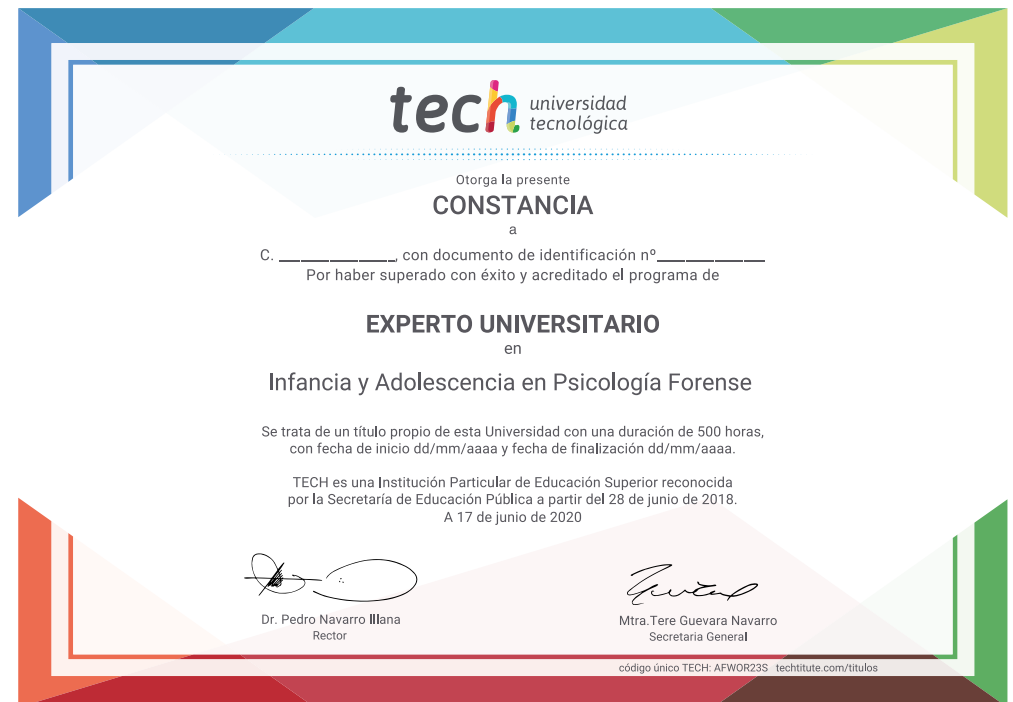 tech universidad
tecnológica
Otorga la presente
CONSTANCIA
a
C. ______________, con documento de identificación nº_____________
Por haber superado con éxito y acreditado el programa de
EXPERTO UNIVERSITARIO
en
Infancia y Adolescencia en Psicología Forense
Se trata de un título propio de esta Universidad con una duración de 500 horas,
con fecha de inicio dd/mm/aaaa y fecha de finalización dd/mm/aaaa.
TECH es una Institución Particular de Educación Superior reconocida
por la Secretaría de Educación Pública a partir del 28 de junio de 2018.
A 17 de junio de 2020
Dr. Pedro Navarro Illana
Rector
Mtra.Tere Guevara Navarro
Secretaria General
código único TECH: AFWOR23S techtitute.com/titulos